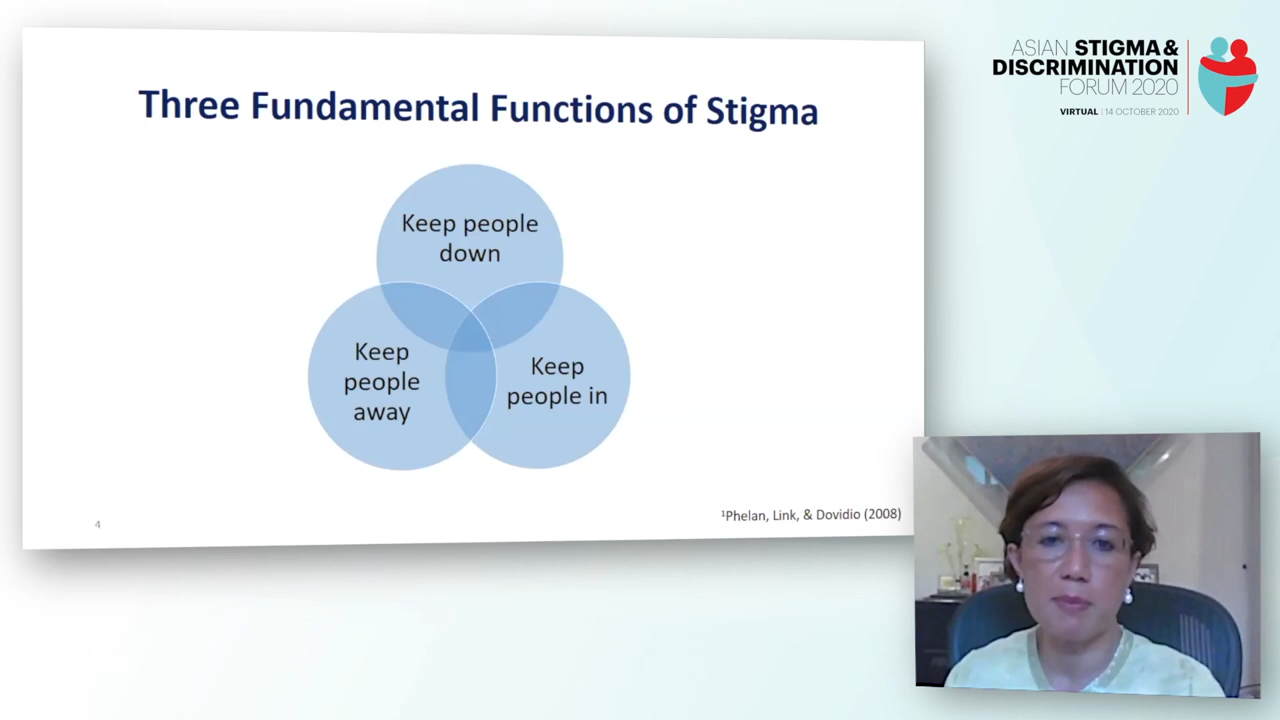 Three Fundamental Functions of Stigma
Keep people
down
Keep
people
away
Keep
people in
¹Phelan, Link, & Dovidio (2008)
4
ASIAN STIGMA &
DISCRIMINATION
FORUM 2020
VIRTUAL | 14 OCTOBER 2020